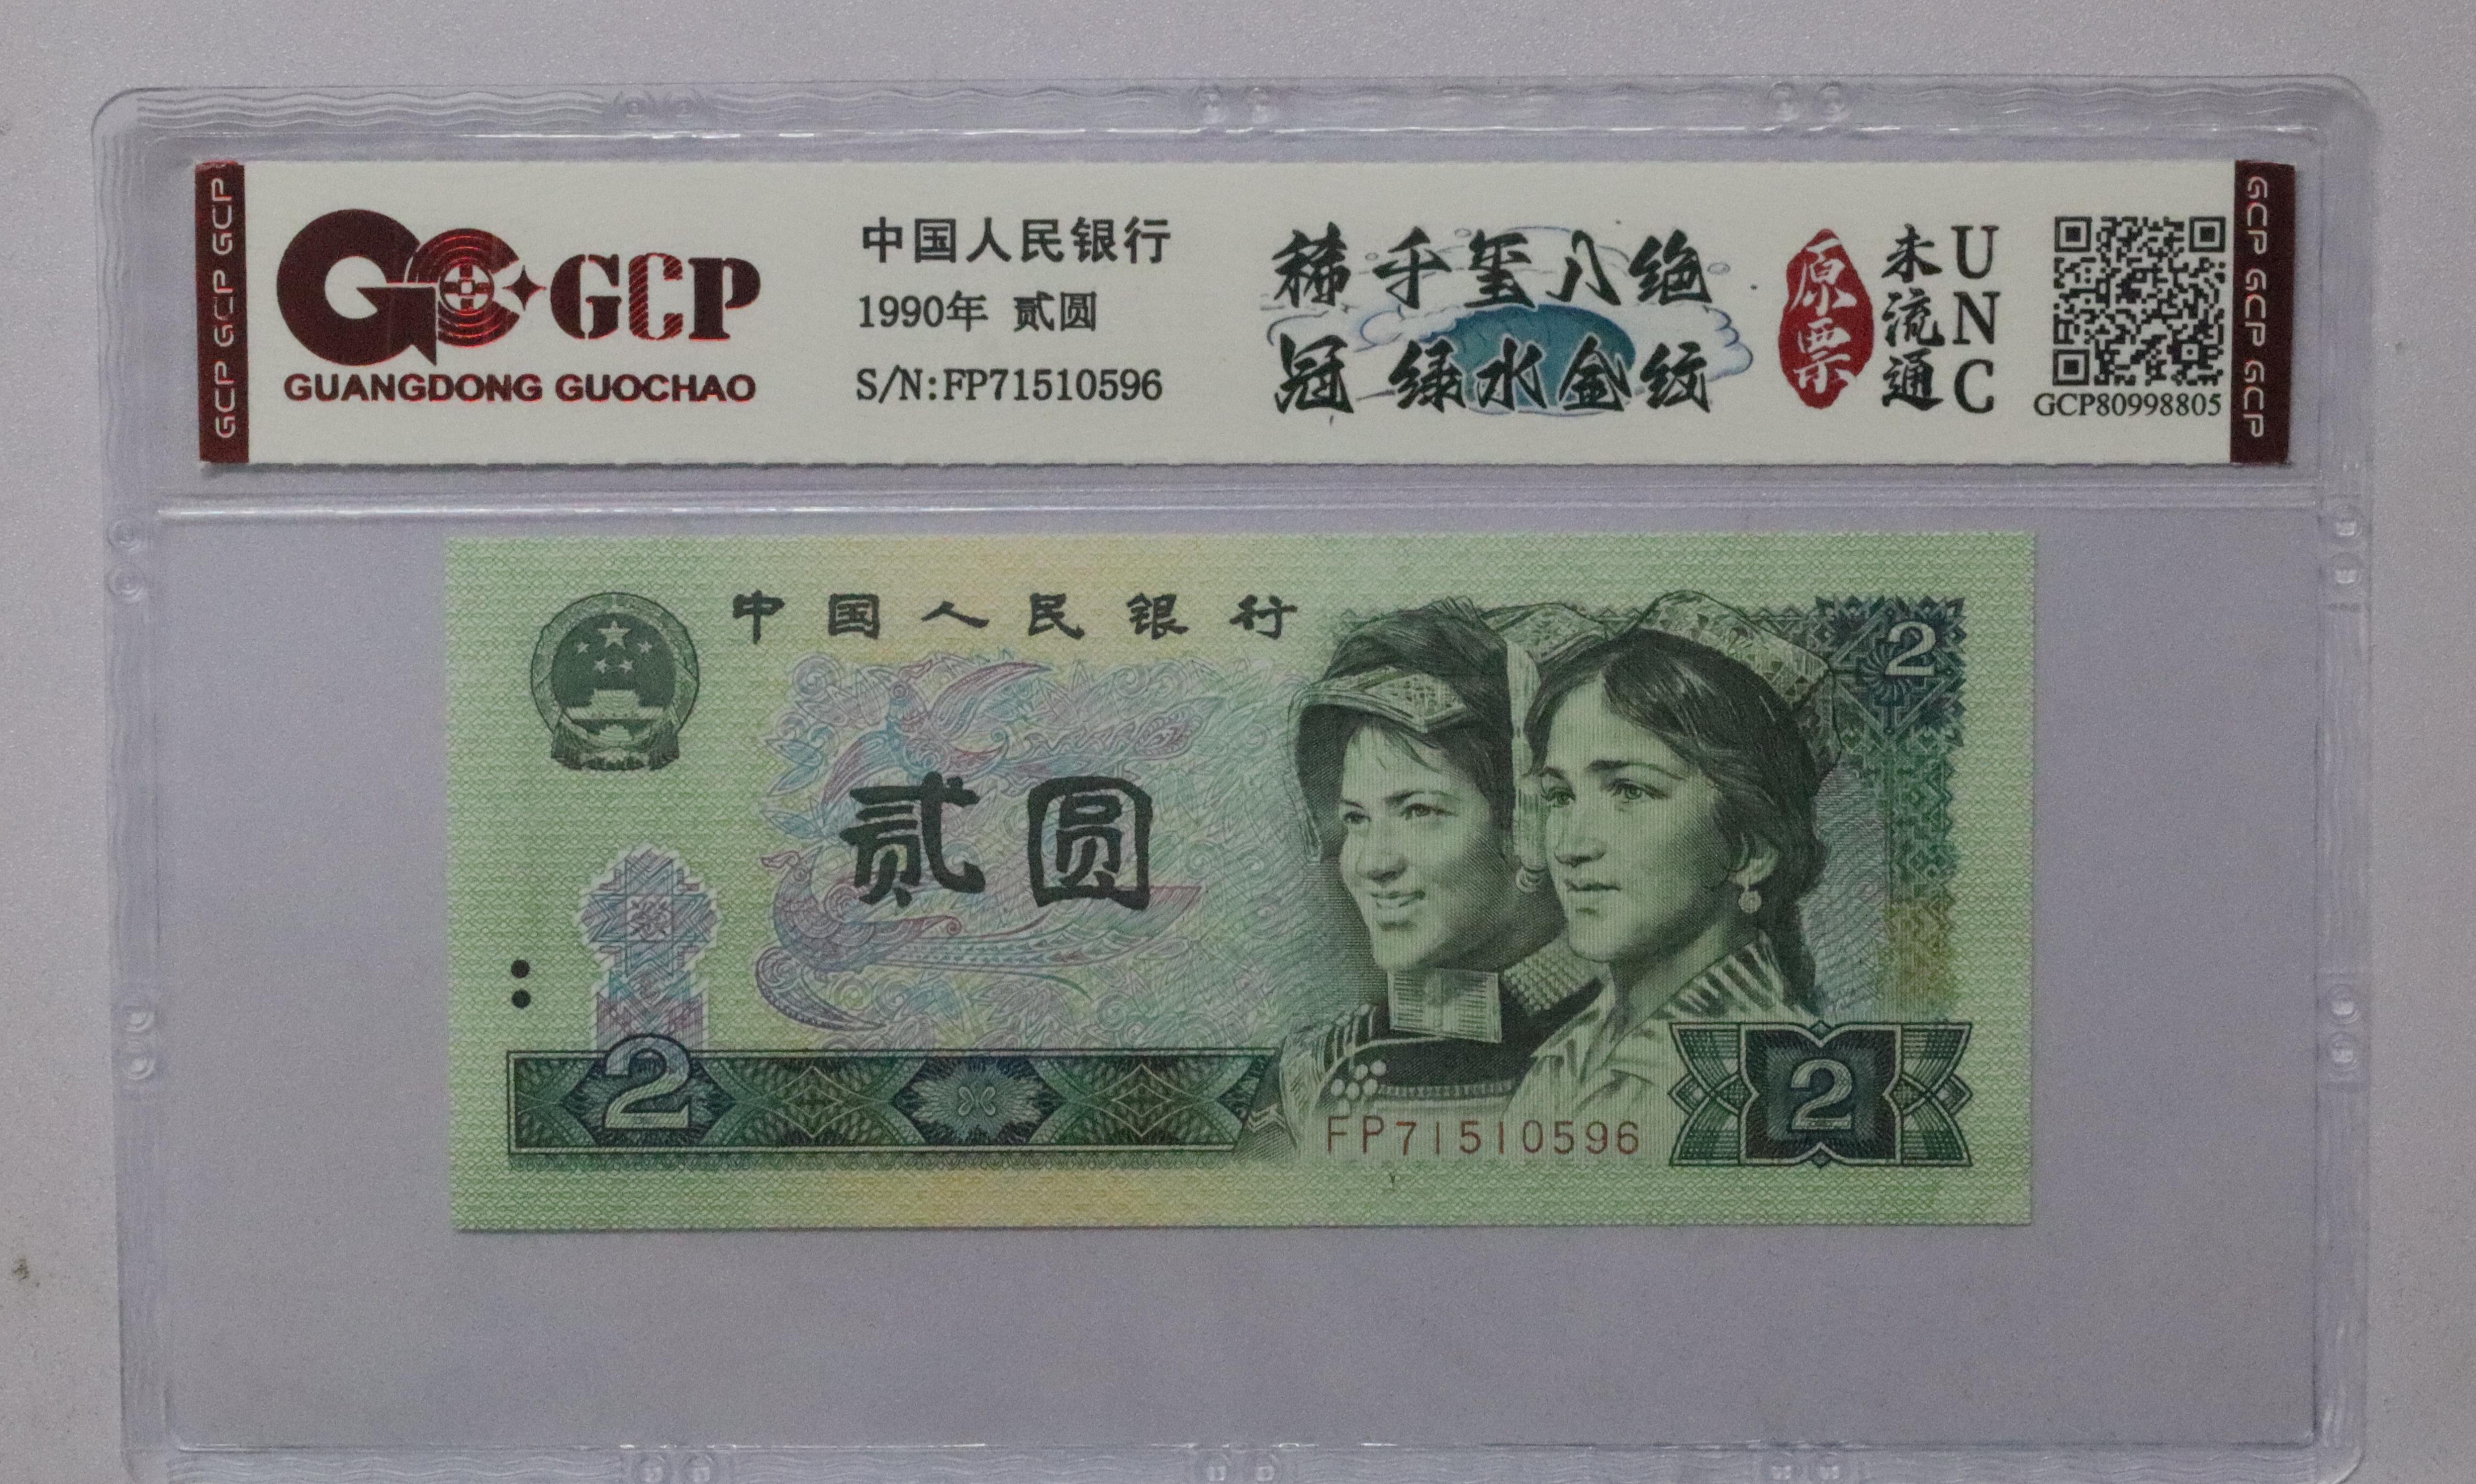 GCP GCP GCP
GCP
GUANGDONG GUOCHAO
中国人民银行
1990年 贰圆
S/N:FP71510596
稀千玺八绝
冠 绿水金纹
原票
未流通
UNC
GCP80998805
GCP GCP GCP
中国人民银行
2
贰圆
2
FP71510596
2